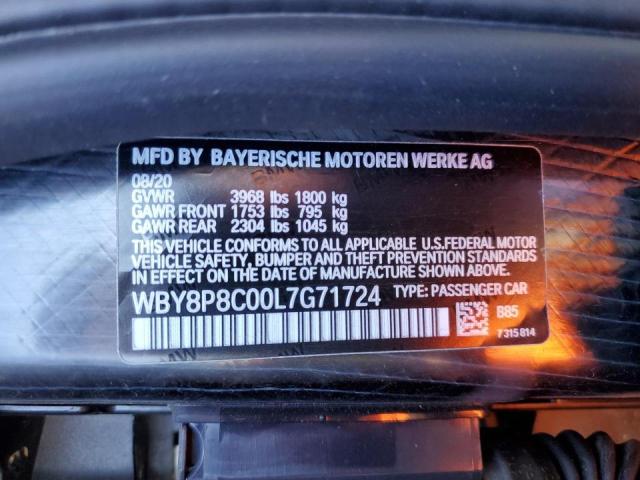 MFD BY BAYERISCHE MOTOREN WERKE AG
08/20
GVWR 3968 lbs 1800 kg
GAWR FRONT 1753 lbs 795 kg
GAWR REAR 2304 lbs 1045 kg
THIS VEHICLE CONFORMS TO ALL APPLICABLE U.S.FEDERAL MOTOR
VEHICLE SAFETY, BUMPER AND THEFT PREVENTION STANDARDS
IN EFFECT ON THE DATE OF MANUFACTURE SHOWN ABOVE.
WBY8P8C00L7G71724 TYPE: PASSENGER CAR
B85
7315814